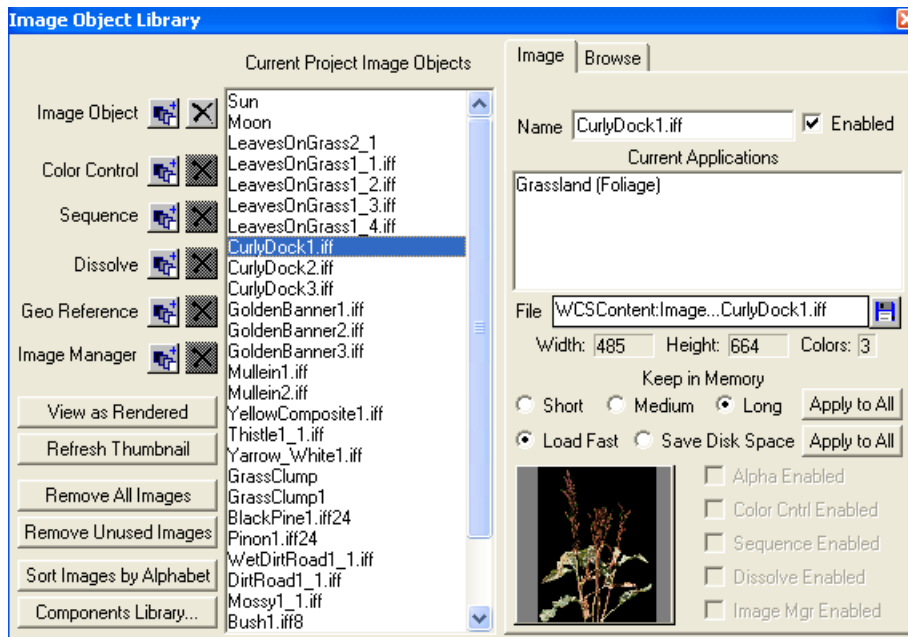 Image Object Library
Current Project Image Objects
Image Object
Color Control
Sequence
Dissolve
Geo Reference
Image Manager
View as Rendered
Refresh Thumbnail
Remove All Images
Remove Unused Images
Sort Images by Alphabet
Components Library...
Sun
Moon
LeavesOnGrass2_1
LeavesOnGrass1_1.iff
LeavesOnGrass1_2.iff
LeavesOnGrass1_3.iff
LeavesOnGrass1_4.iff
CurlyDock1.iff
CurlyDock2.iff
CurlyDock3.iff
GoldenBanner1.iff
GoldenBanner2.iff
GoldenBanner3.iff
Mullein1.iff
Mullein2.iff
YellowComposite1.iff
Thistle1_1.iff
Yarrow_White1.iff
GrassClump
GrassClump1
BlackPine1.iff24
Pinon1.iff24
WetDirtRoad1_1.iff
DirtRoad1_1.iff
Mossy1_1.iff
Bush1.iff8
Image Browse
Name CurlyDock1.iff Enabled
Current Applications
Grassland (Foliage)
File WCSContent:Image...CurlyDock1.iff
Width: 485 Height: 664 Colors: 3
Keep in Memory
Short Medium Long Apply to All
Load Fast Save Disk Space Apply to All
Alpha Enabled
Color Cntrl Enabled
Sequence Enabled
Dissolve Enabled
Image Mgr Enabled